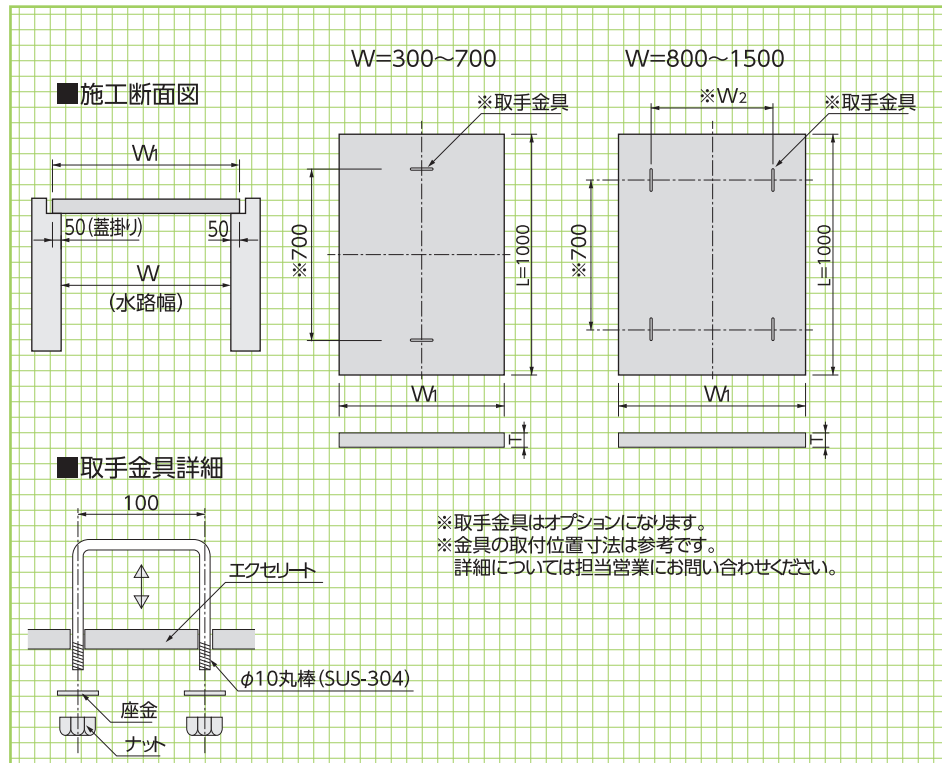 ■施工断面図
W1
50(蓋掛り)
50
W
(水路幅)
W=300～700
※取手金具
※700
L=1000
W1
T
W=800～1500
※W2
※取手金具
※700
L=1000
W1
T
■取手金具詳細
100
エクセリート
φ10丸棒(SUS-304)
座金
ナット
※取手金具はオプションになります。
※金具の取付位置寸法は参考です。
詳細については担当営業にお問い合わせください。